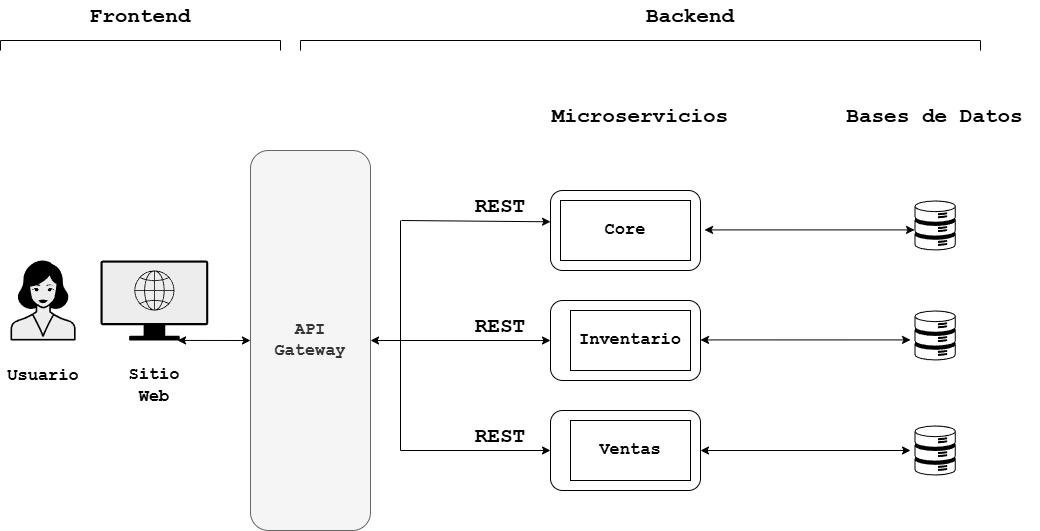 Frontend
Backend
Microservicios
Bases de Datos
REST
Core
API
Gateway
REST
Inventario
Usuario
Sitio
Web
REST
Ventas